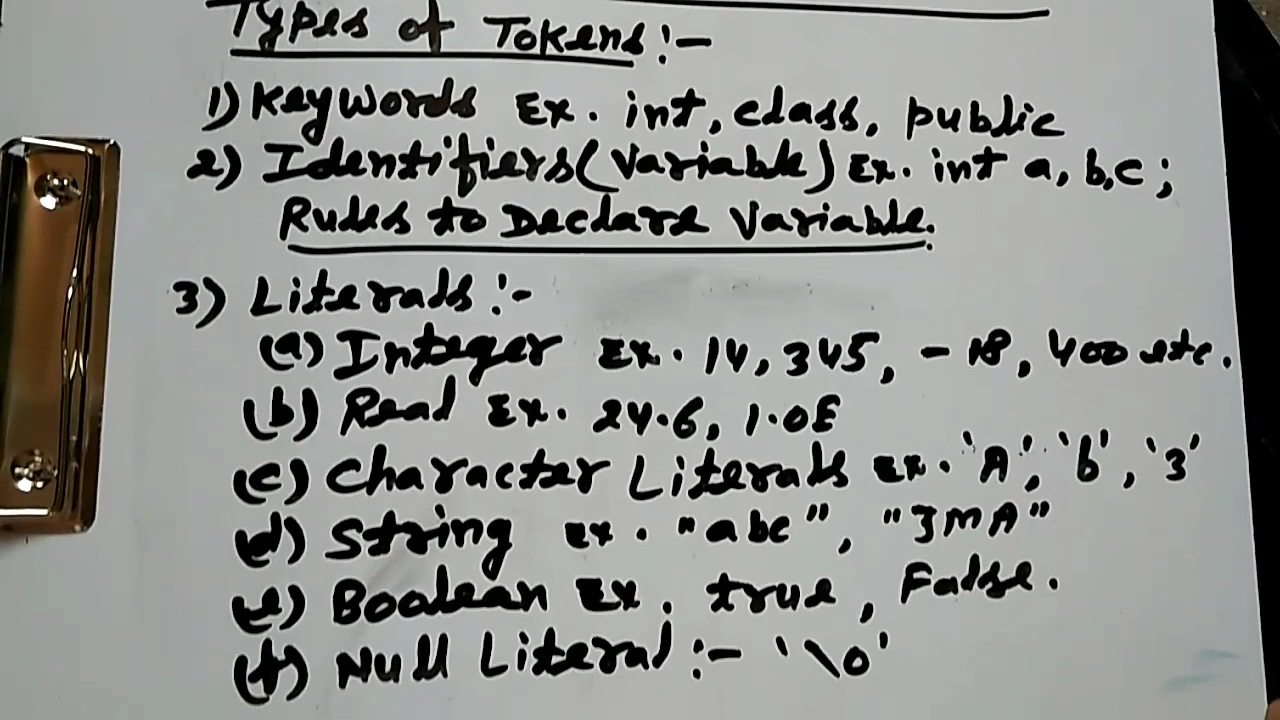 Types of Tokens:-
1) Keywords Ex. int, class, public
2) Identifiers (Variable) Ex. int a, b, c;
Rules to Declare Variable.
3) Literals :-
(a) Integer Ex. 14, 345, -18, 400 etc.
(b) Real Ex. 24.6, 1.0E
(c) Character Literals Ex. 'A', 'b', '3'
(d) String Ex. "abc", "3MA"
(e) Boolean Ex. true, False.
(f) Null Literal :- '\0'